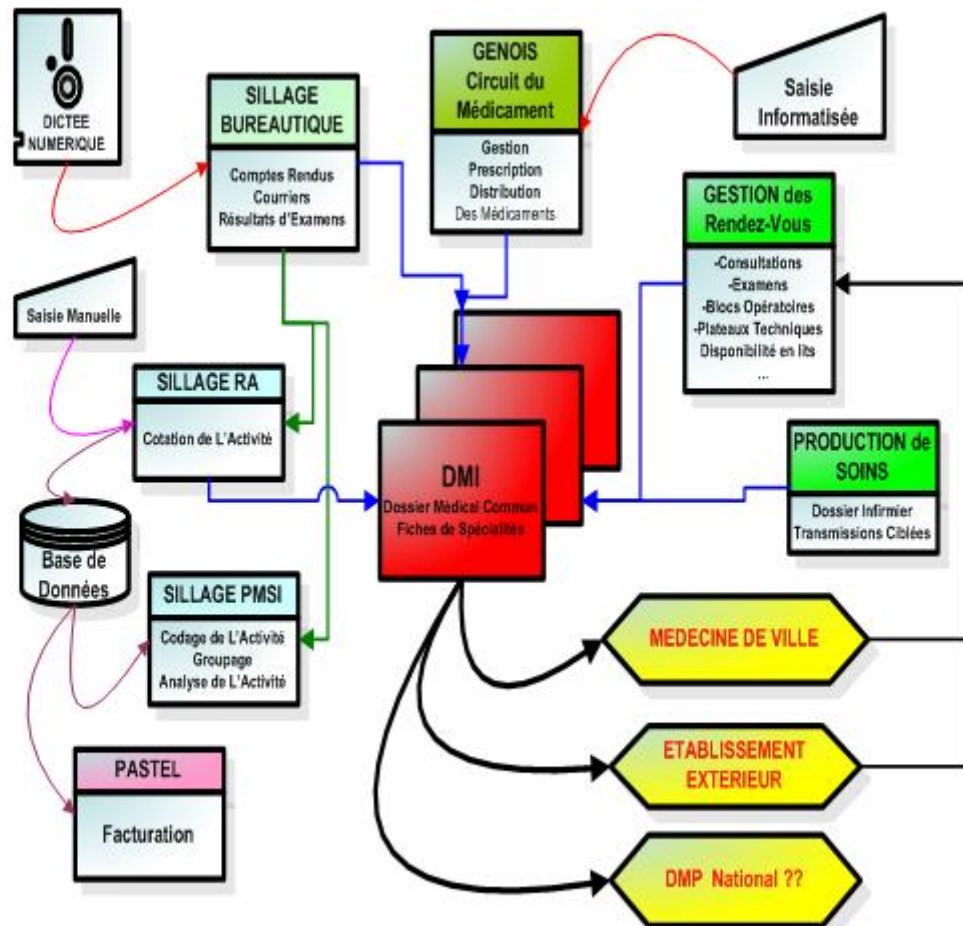 DICTEE
NUMERIQUE
SILLAGE
BUREAUTIQUE
Comptes Rendus
Courriers
Résultats d'Examens
GENOIS
Circuit du
Médicament
Gestion
Prescription
Distribution
Des Médicaments
Saisie
Informatisée
GESTION des
Rendez-Vous
-Consultations
-Examens
-Blocs Opératoires
-Plateaux Techniques
Disponibilité en lits
...
Saisie Manuelle
SILLAGE RA
Cotation de L'Activité
DMI
Dossier Médical Commun
Fiches de Spécialités
PRODUCTION de
SOINS
Dossier Infirmier
Transmissions Ciblées
Base de
Données
SILLAGE PMSI
Codage de L'Activité
Groupage
Analyse de L'Activité
MEDECINE DE VILLE
PASTEL
Facturation
ETABLISSEMENT
EXTERIEUR
DMP National ??